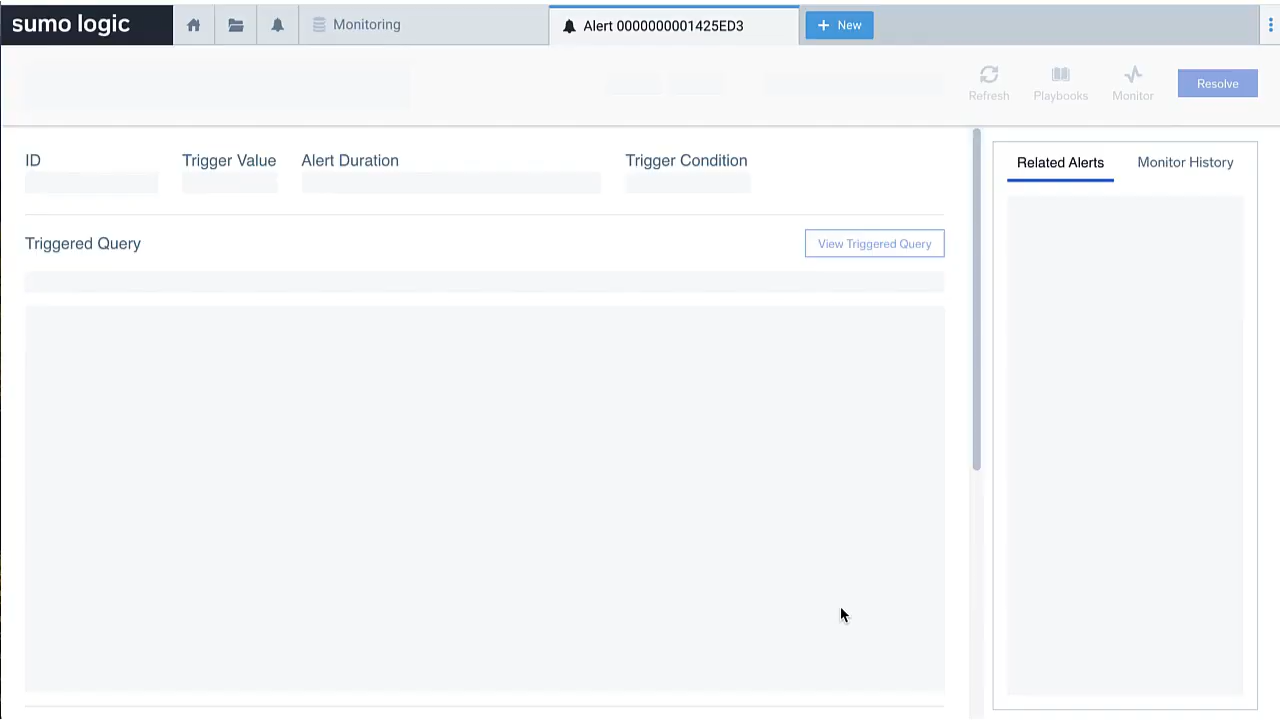 sumo logic
Monitoring
Alert 0000000001425ED3
+ New
Refresh
Playbooks
Monitor
Resolve
ID
Trigger Value
Alert Duration
Trigger Condition
Related Alerts
Monitor History
Triggered Query
View Triggered Query